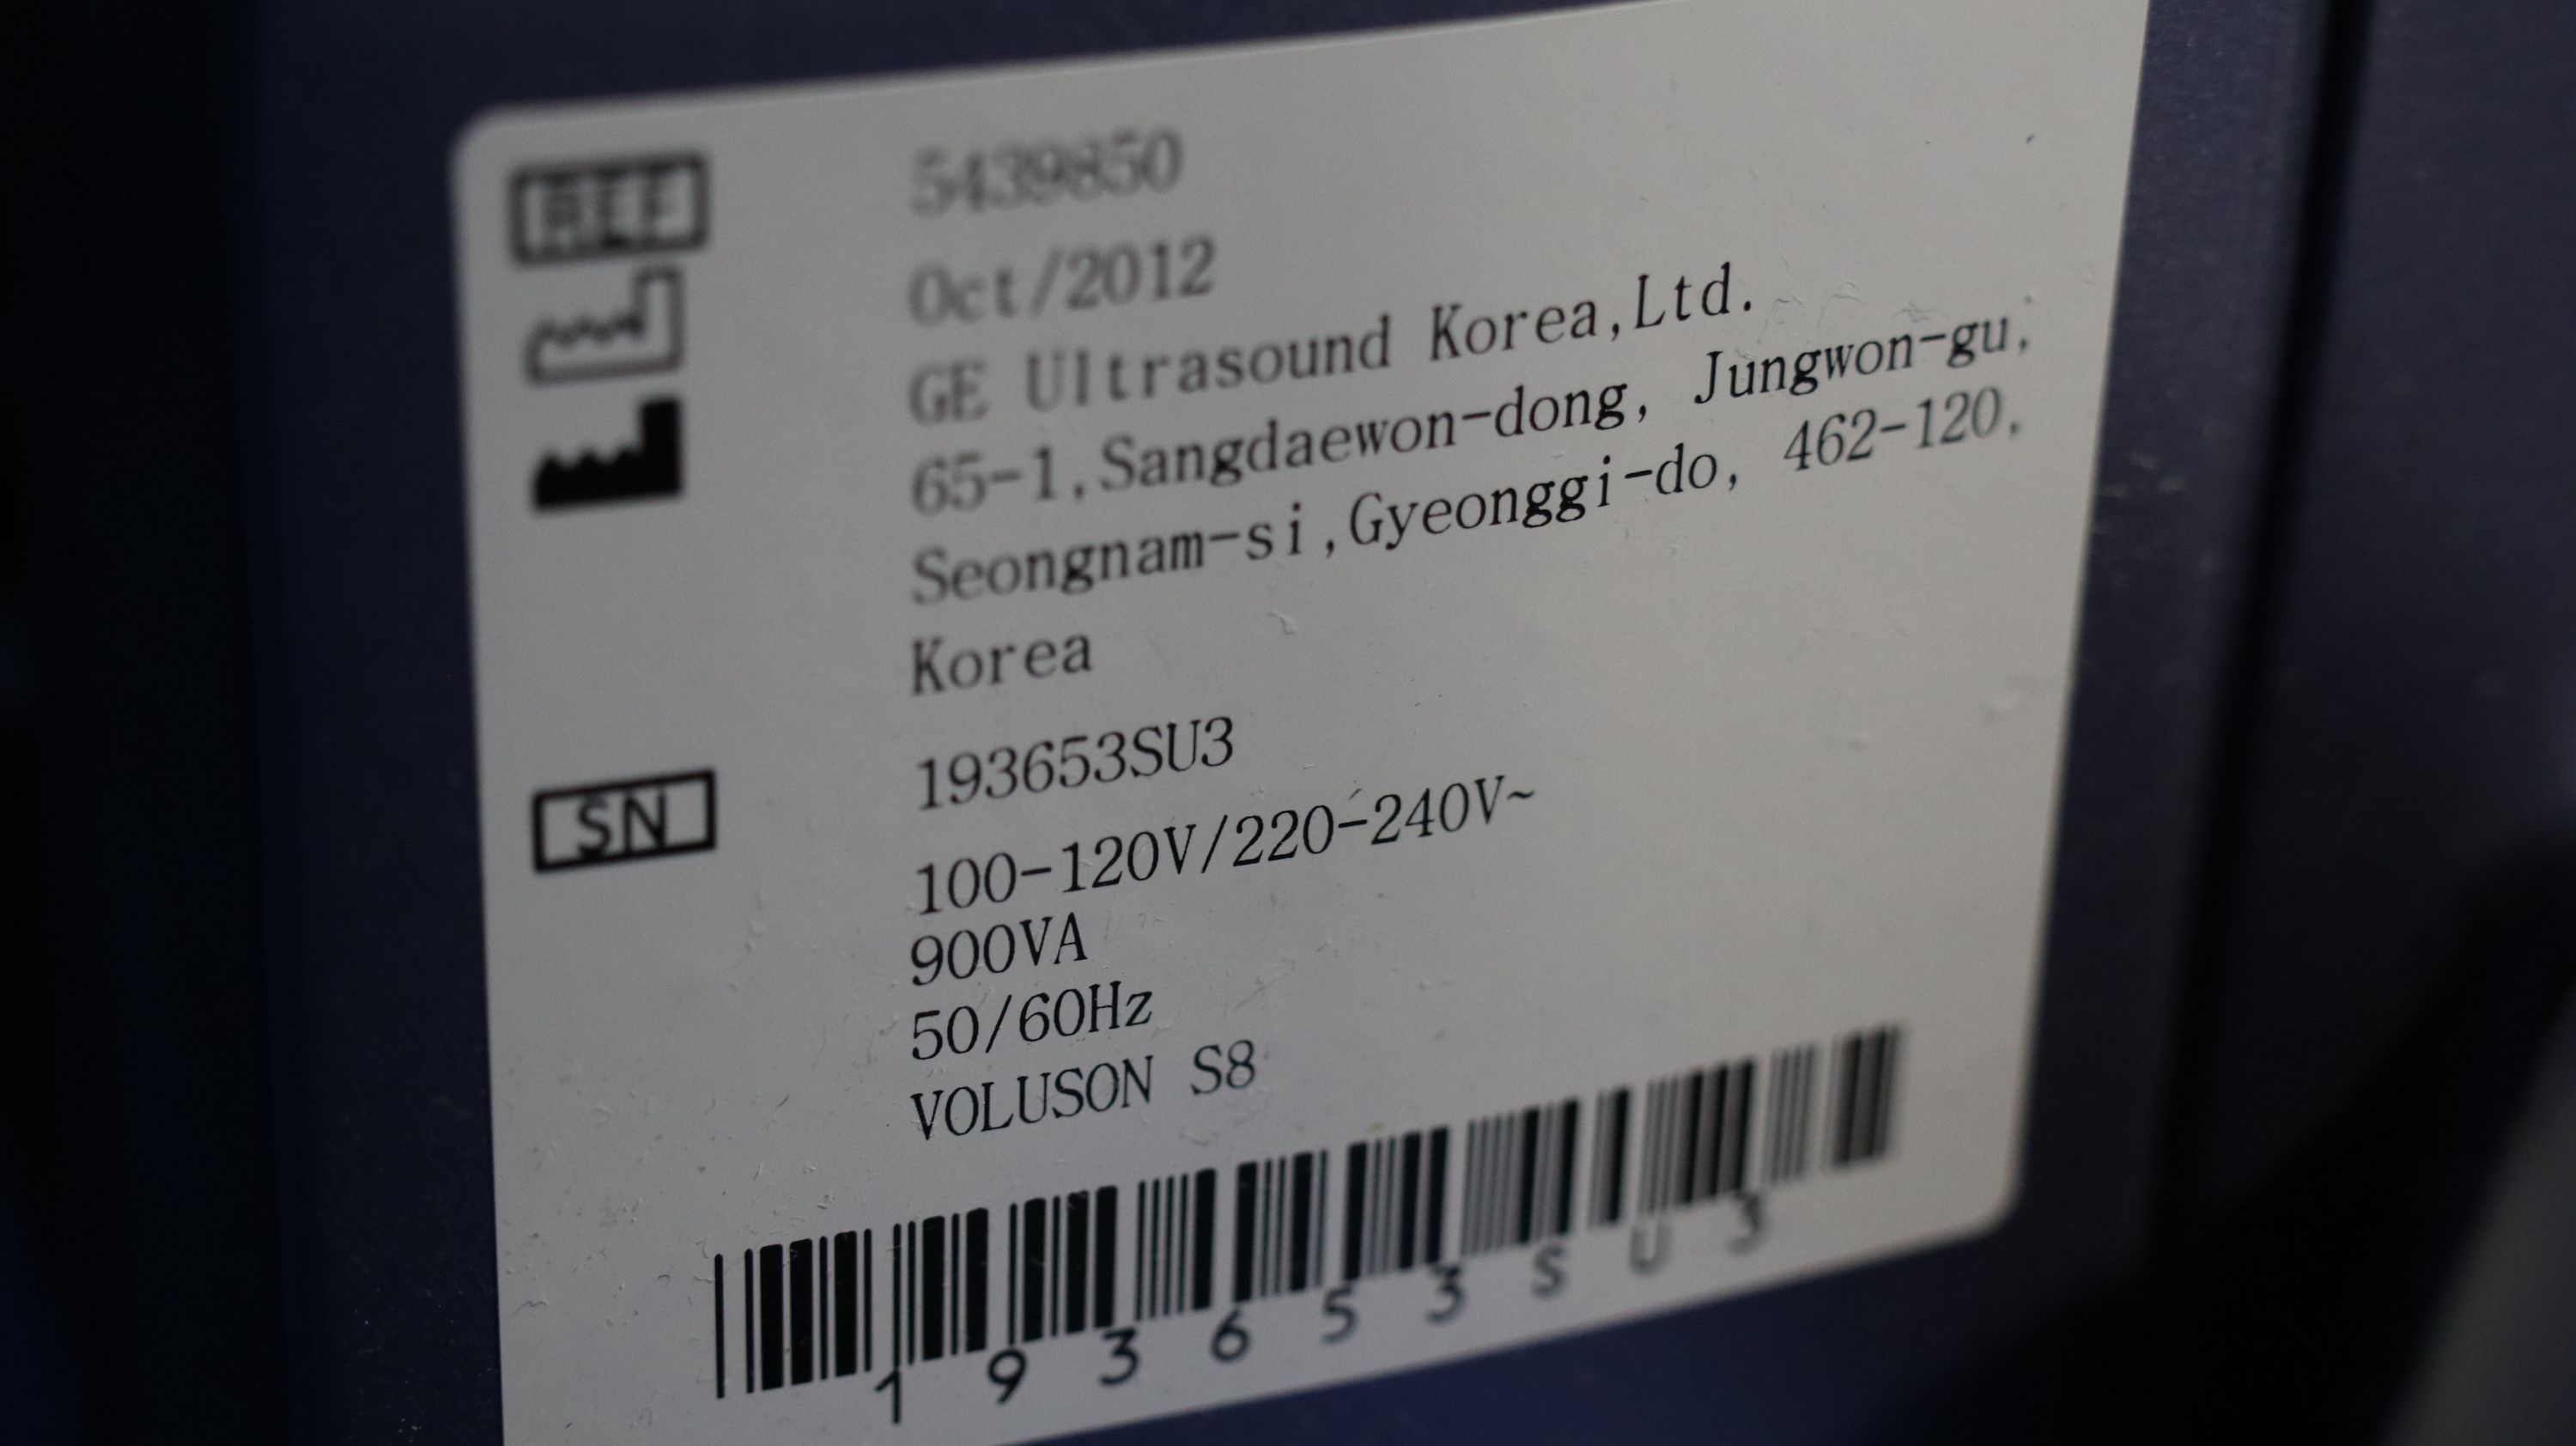 REF 5439850
Oct/2012
GE Ultrasound Korea,Ltd.
65-1,Sangdaewon-dong, Jungwon-gu,
Seongnam-si,Gyeonggi-do, 462-120,
Korea
SN 193653SU3
100-120V/220-240V~
900VA
50/60Hz
VOLUSON S8
193653SU3